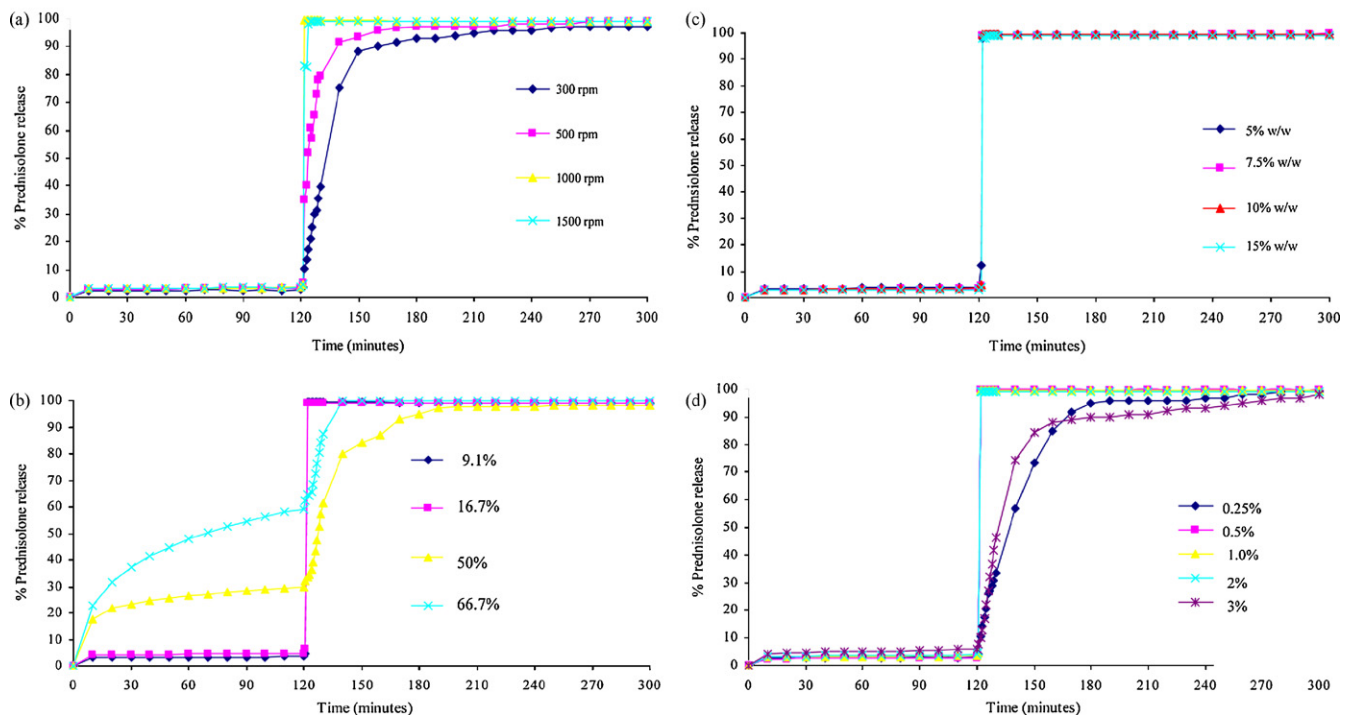 (a)
% Prednisolone release
100
90
80
70
60
50
40
30
20
10
0
300 rpm
500 rpm
1000 rpm
1500 rpm
0 30 60 90 120 150 180 210 240 270 300
Time (minutes)
(c)
% Prednsiolone release
100
90
80
70
60
50
40
30
20
10
0
5% w/w
7.5% w/w
10% w/w
15% w/w
0 30 60 90 120 150 180 210 240 270 300
Time (minutes)
(b)
% Prednisolone release
100
90
80
70
60
50
40
30
20
10
0
9.1%
16.7%
50%
66.7%
0 30 60 90 120 150 180 210 240 270 300
Time (minutes)
(d)
% Prednisolone release
100
90
80
70
60
50
40
30
20
10
0
0.25%
0.5%
1.0%
2%
3%
0 30 60 90 120 150 180 210 240 270 300
Time (minutes)